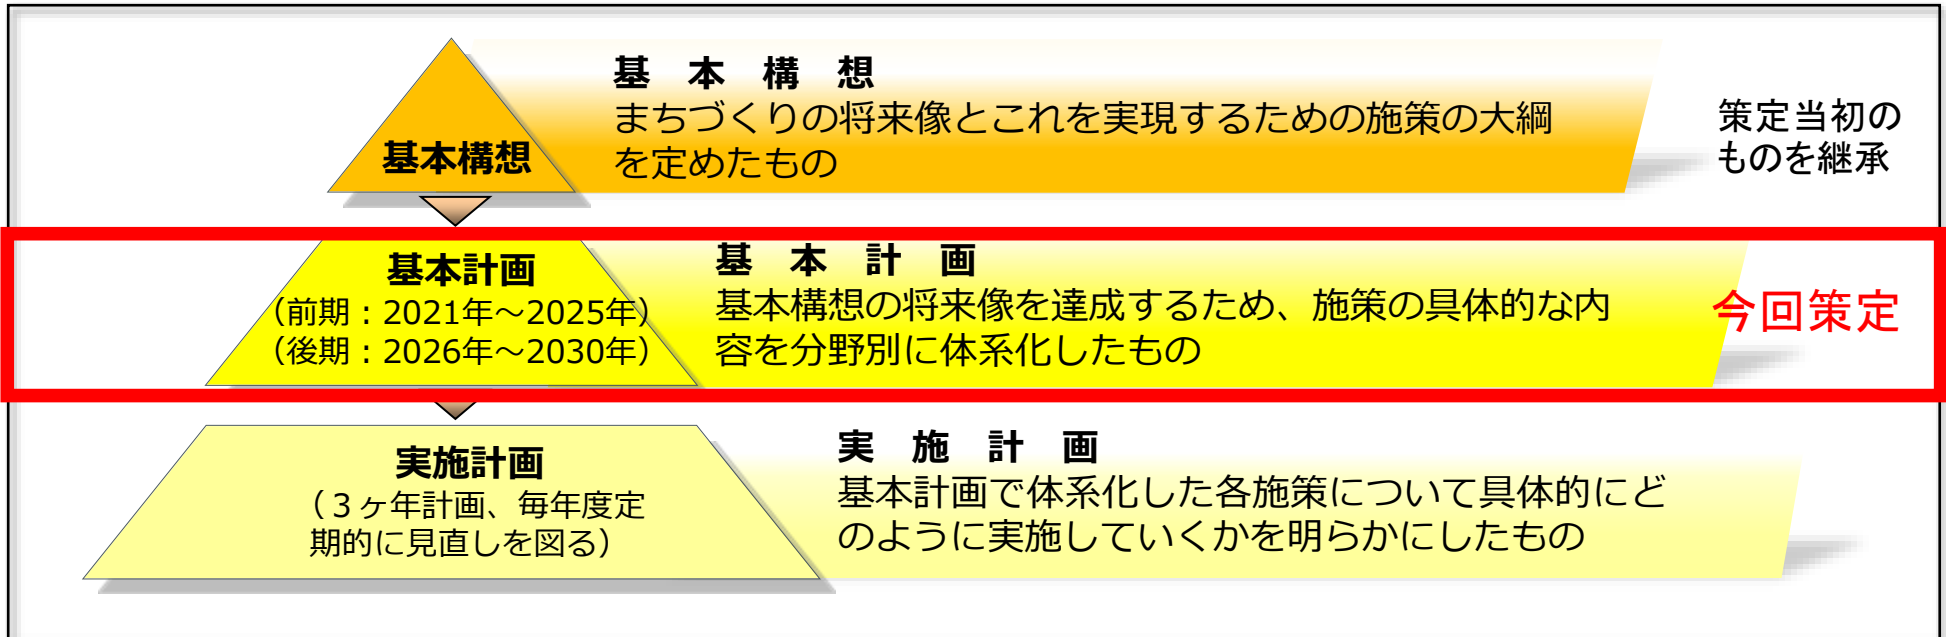 基本構想
基　本　構　想
まちづくりの将来像とこれを実現するための施策の大綱
を定めたもの
策定当初の
ものを継承
基本計画
（前期：2021年～2025年）
（後期：2026年～2030年）
基　本　計　画
基本構想の将来像を達成するため、施策の具体的な内
容を分野別に体系化したもの
今回策定
実施計画
（３ヶ年計画、毎年度定
期的に見直しを図る）
実　施　計　画
基本計画で体系化した各施策について具体的にど
のように実施していくかを明らかにしたもの